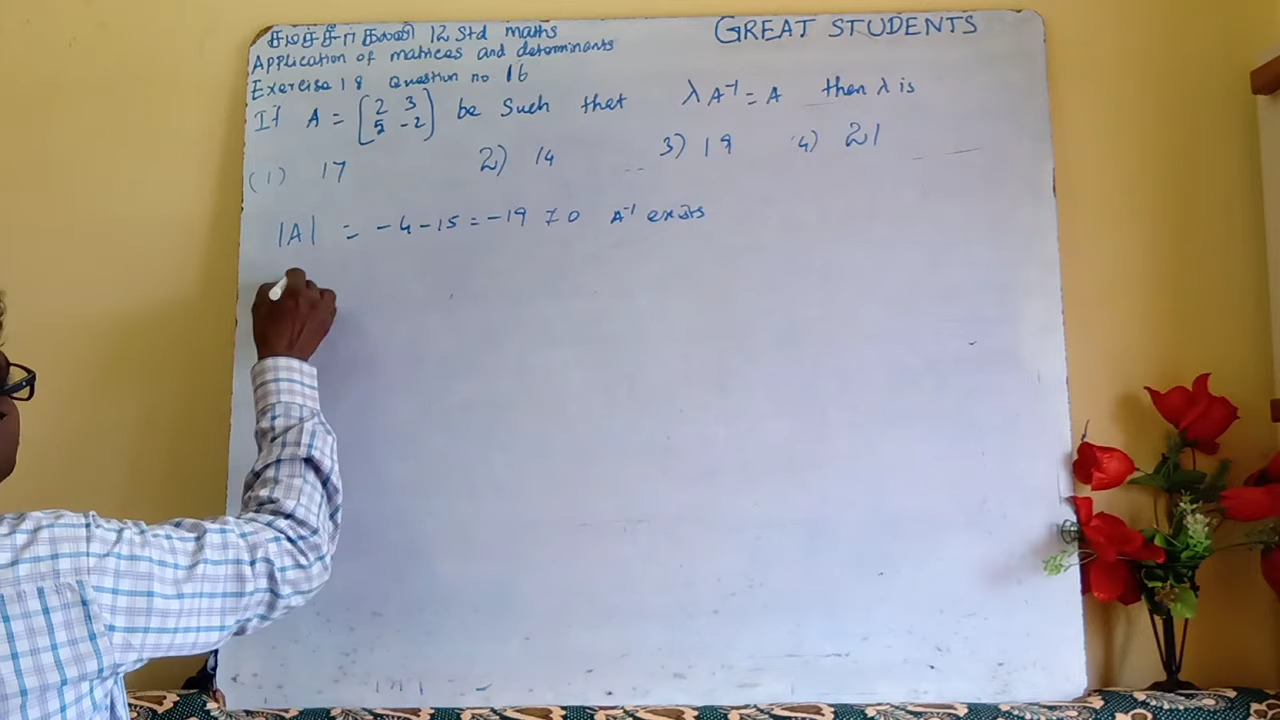 சமச்சீர் கல்வி 12 Std maths
GREAT STUDENTS
Application of matrices and determinants
Exercise 1 8 Question no 16
If A = [2 3 5 -2] be Such that λ A⁻¹ = A then λ is
(1) 17 2) 14 3) 19 4) 21
|A| = -4 - 15 = -19 ≠ 0 A⁻¹ exists